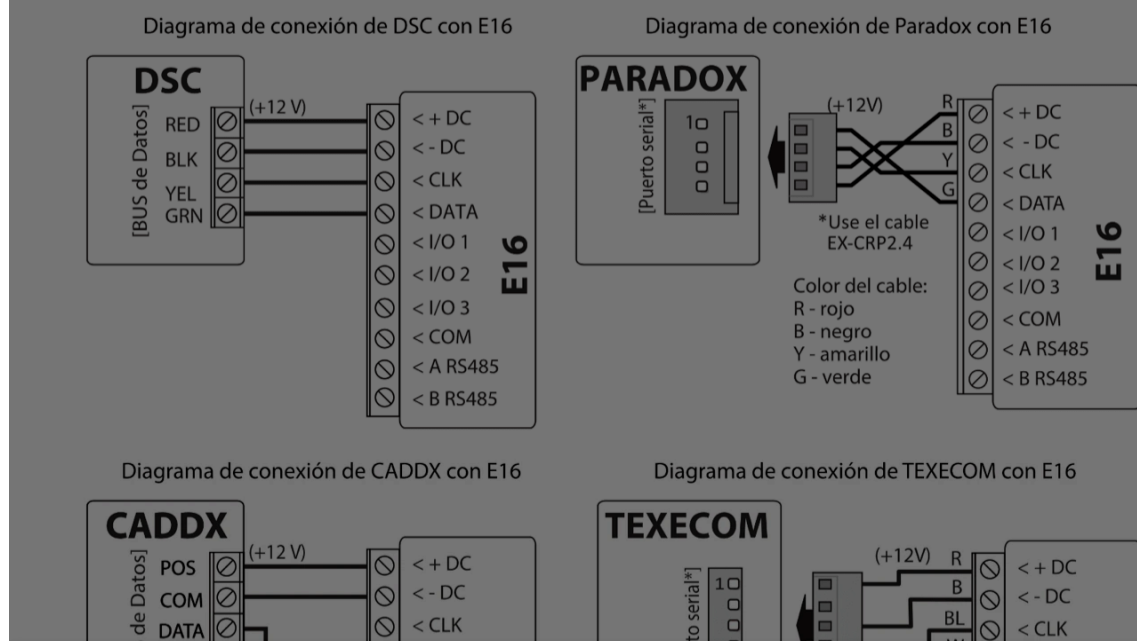 Diagrama de conexión de DSC con E16
DSC
[BUS de Datos]
RED
BLK
YEL
GRN
(+12 V)
< + DC
< - DC
< CLK
< DATA
< I/O 1
< I/O 2
< I/O 3
< COM
< A RS485
< B RS485
E16
Diagrama de conexión de Paradox con E16
PARADOX
[Puerto serial*]
1
(+12V)
R
B
Y
G
*Use el cable
EX-CRP2.4
Color del cable:
R - rojo
B - negro
Y - amarillo
G - verde
< + DC
< - DC
< CLK
< DATA
< I/O 1
< I/O 2
< I/O 3
< COM
< A RS485
< B RS485
E16
Diagrama de conexión de CADDX con E16
CADDX
de Datos]
POS
COM
DATA
(+12 V)
< + DC
< - DC
< CLK
Diagrama de conexión de TEXECOM con E16
TEXECOM
serial*]
1
(+12V)
R
B
BL
< + DC
< - DC
< CLK